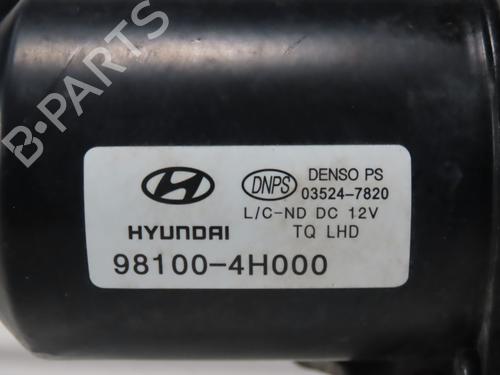 B-PARTS
HYUNDAI
98100-4H000
DNPS
DENSO PS
03524-7820
L/C-ND DC 12V
TQ LHD